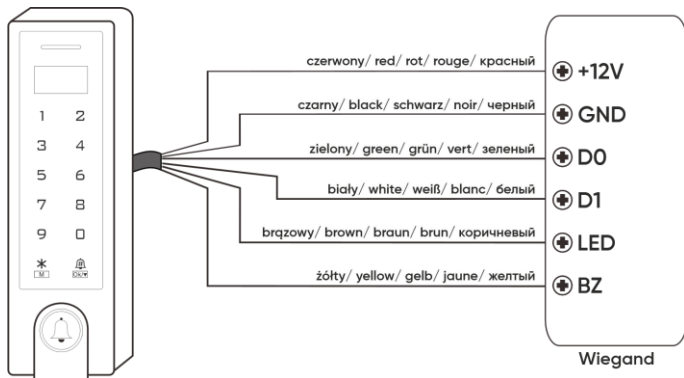 czerwony/ red/ rot/ rouge/ красный
+12V
czarny/ black/ schwarz/ noir/ черный
GND
zielony/ green/ grün/ vert/ зеленый
D0
biały/ white/ weiß/ blanc/ белый
D1
brązowy/ brown/ braun/ brun/ коричневый
LED
żółty/ yellow/ gelb/ jaune/ желтый
BZ
Wiegand
1 2
3 4
5 6
7 8
9 0
*
M
Ok/▼